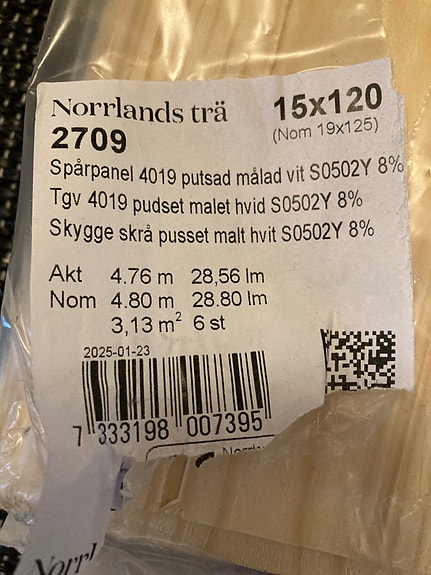 Norrlands trä 15x120
2709 (Nom 19x125)
Spårpanel 4019 putsad målad vit S0502Y 8%
Tgv 4019 pudset malet hvid S0502Y 8%
Skygge skrå pusset malt hvit S0502Y 8%
Akt 4.76 m 28,56 lm
Nom 4.80 m 28.80 lm
3,13 m² 6 st
2025-01-23
7 333198 007395